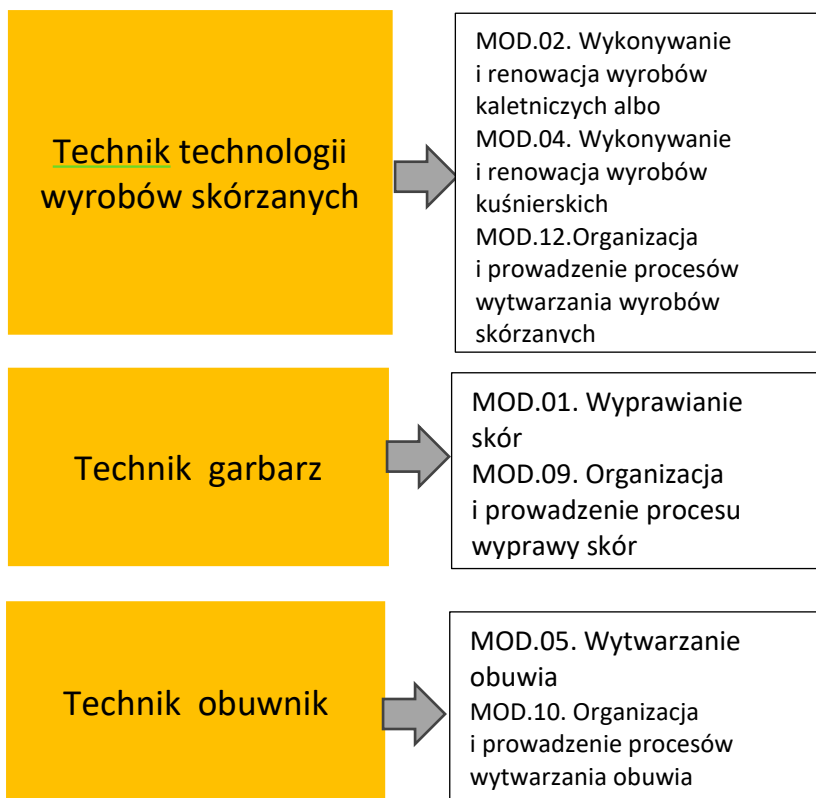 Technik technologii
wyrobów skórzanych
MOD.02. Wykonywanie
i renowacja wyrobów
kaletniczych albo
MOD.04. Wykonywanie
i renowacja wyrobów
kuśnierskich
MOD.12.Organizacja
i prowadzenie procesów
wytwarzania wyrobów
skórzanych
Technik garbarz
MOD.01. Wyprawianie
skór
MOD.09. Organizacja
i prowadzenie procesu
wyprawy skór
Technik obuwnik
MOD.05. Wytwarzanie
obuwia
MOD.10. Organizacja
i prowadzenie procesów
wytwarzania obuwia